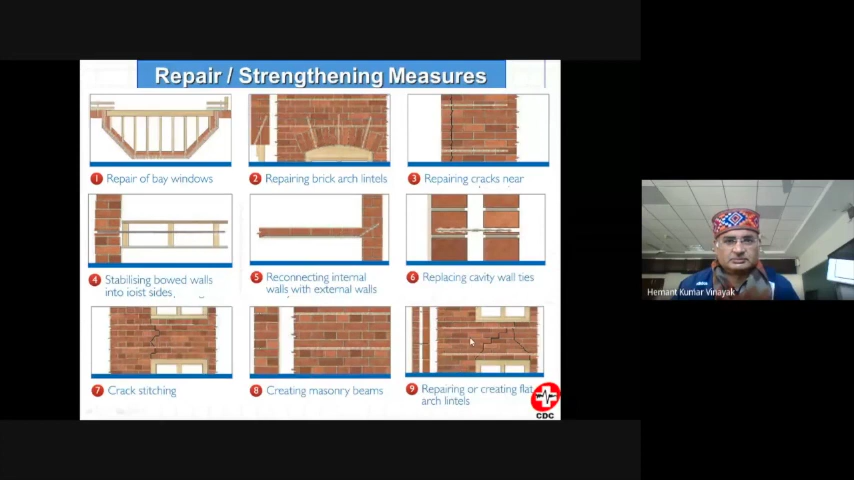 Repair / Strengthening Measures
1 Repair of bay windows
2 Repairing brick arch lintels
3 Repairing cracks near
4 Stabilising bowed walls
into joist sides
5 Reconnecting internal
walls with external walls
6 Replacing cavity wall ties
7 Crack stitching
8 Creating masonry beams
9 Repairing or creating flat
arch lintels
CDC
Hemant Kumar Vinayak